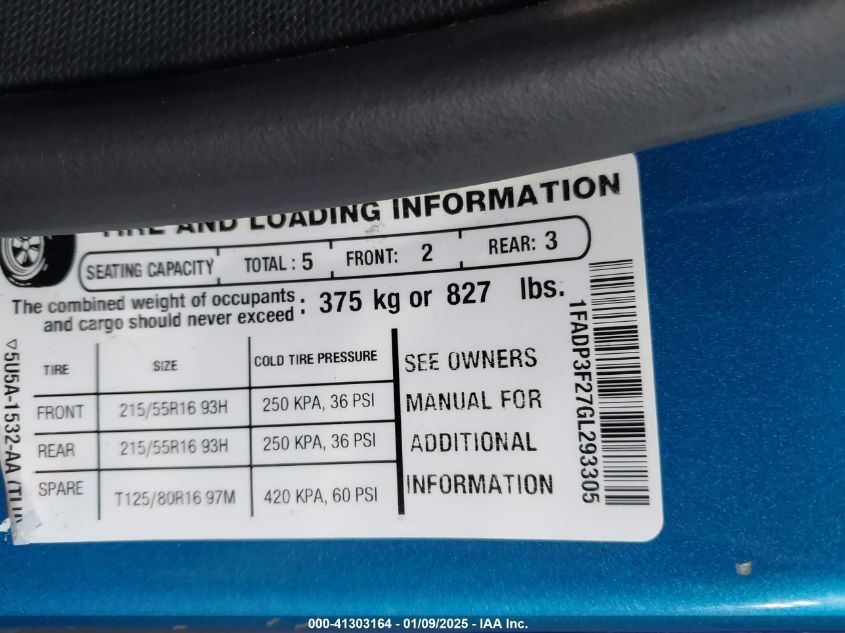 TIRE AND LOADING INFORMATION
SEATING CAPACITY TOTAL : 5 FRONT: 2 REAR: 3
The combined weight of occupants
and cargo should never exceed : 375 kg or 827 lbs.
TIRE SIZE COLD TIRE PRESSURE
FRONT 215/55R16 93H 250 KPA, 36 PSI
REAR 215/55R16 93H 250 KPA, 36 PSI
SPARE T125/80R16 97M 420 KPA, 60 PSI
SEE OWNERS
MANUAL FOR
ADDITIONAL
INFORMATION
1FADP3F27GL293305
▽5U5A-1532-AA
000-41303164 - 01/09/2025 - IAA Inc.